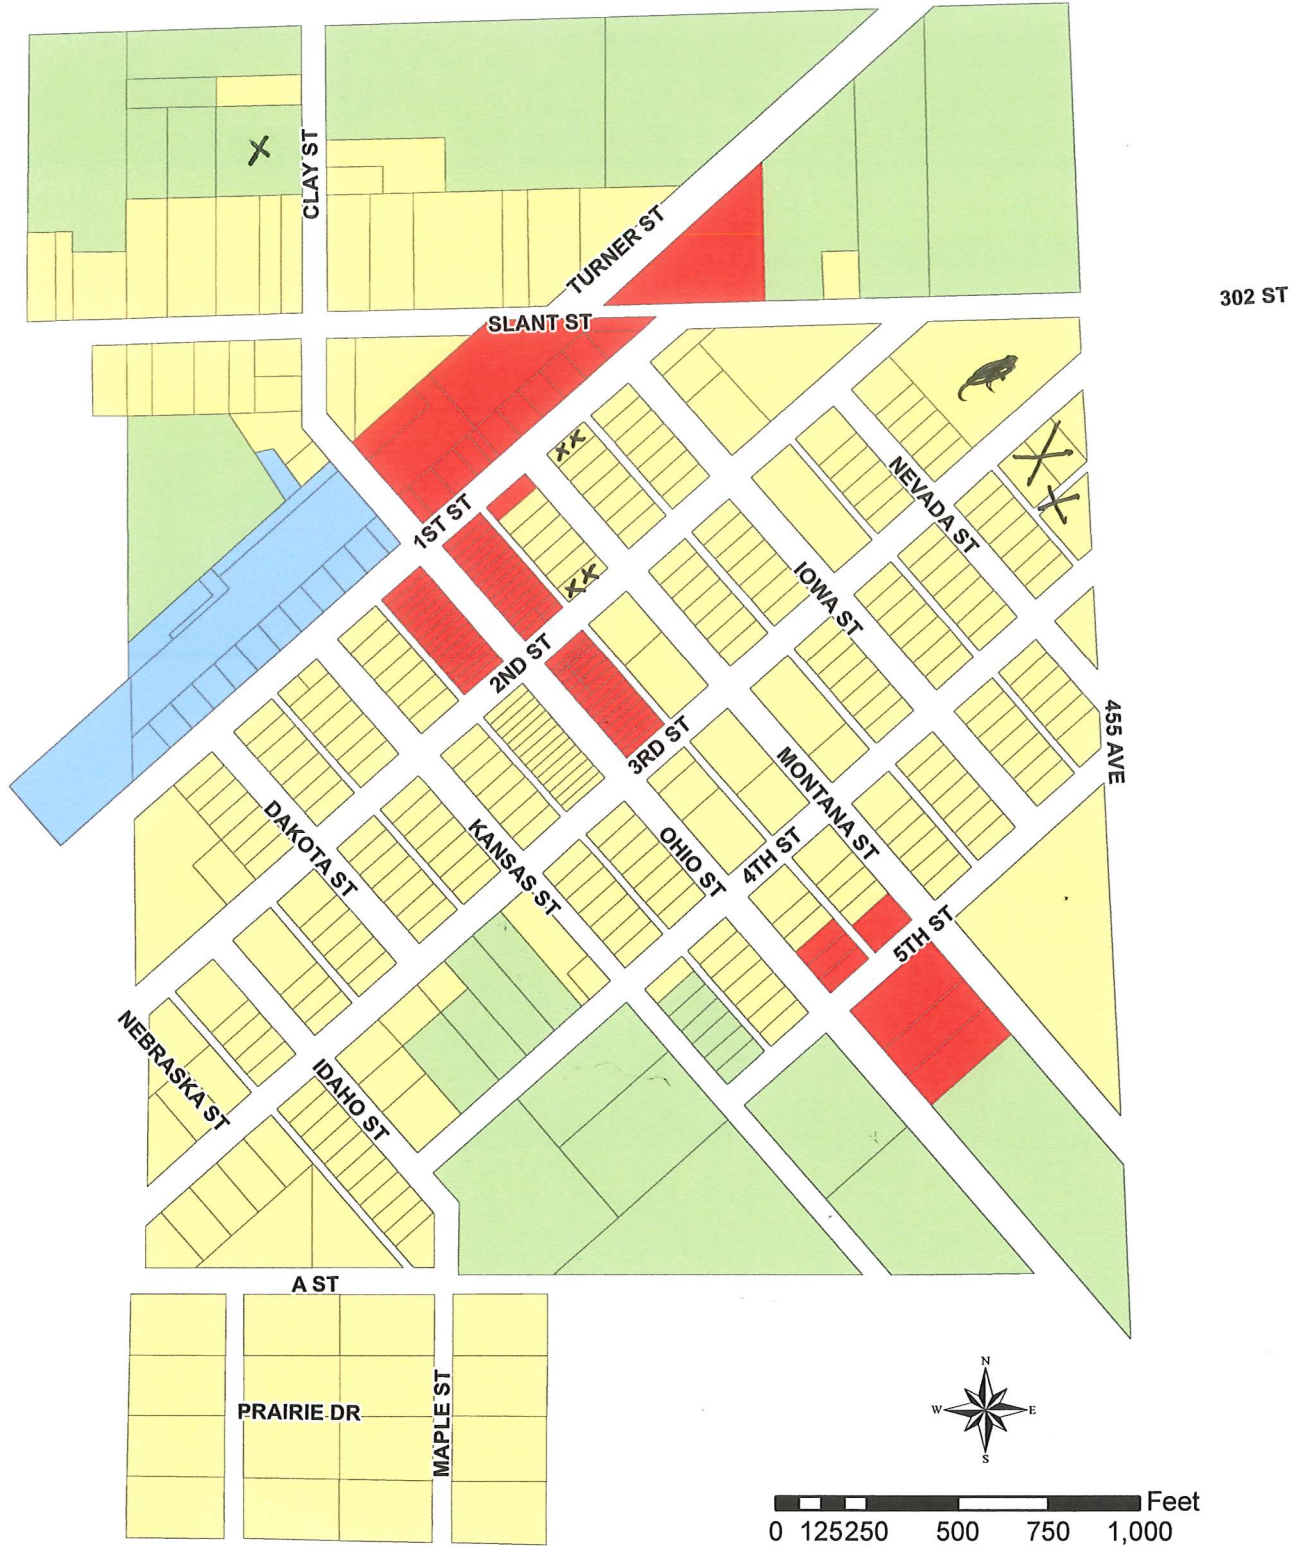 CLAY ST
TURNER ST
302 ST
SLANT ST
1ST ST
NEVADA ST
IOWA ST
2ND ST
3RD ST
455 AVE
MONTANA ST
DAKOTA ST
KANSAS ST
OHIO ST
4TH ST
5TH ST
NEBRASKA ST
IDAHO ST
A ST
PRAIRIE DR
MAPLE ST
N
W E
S
Feet
0 125 250 500 750 1,000